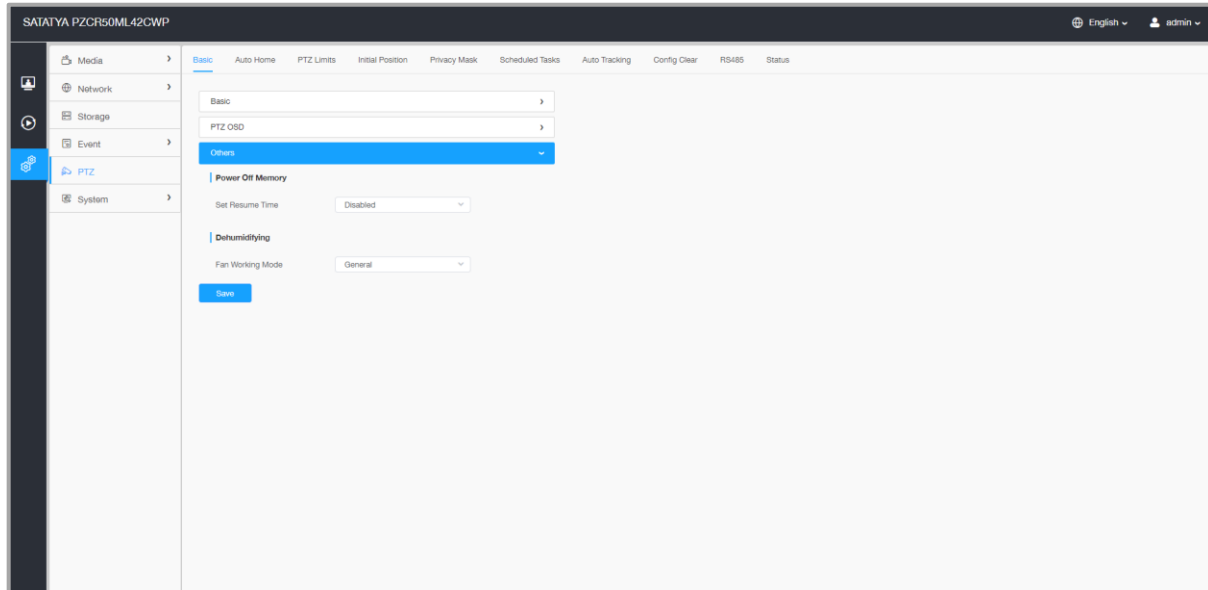 SATATYA PZCR50ML42CWP
English
admin
Media
Network
Storage
Event
PTZ
System
Basic Auto Home PTZ Limits Initial Position Privacy Mask Scheduled Tasks Auto Tracking Config Clear RS485 Status
Basic
PTZ OSD
Others
Power Off Memory
Set Resume Time Disabled
Dehumidifying
Fan Working Mode General
Save